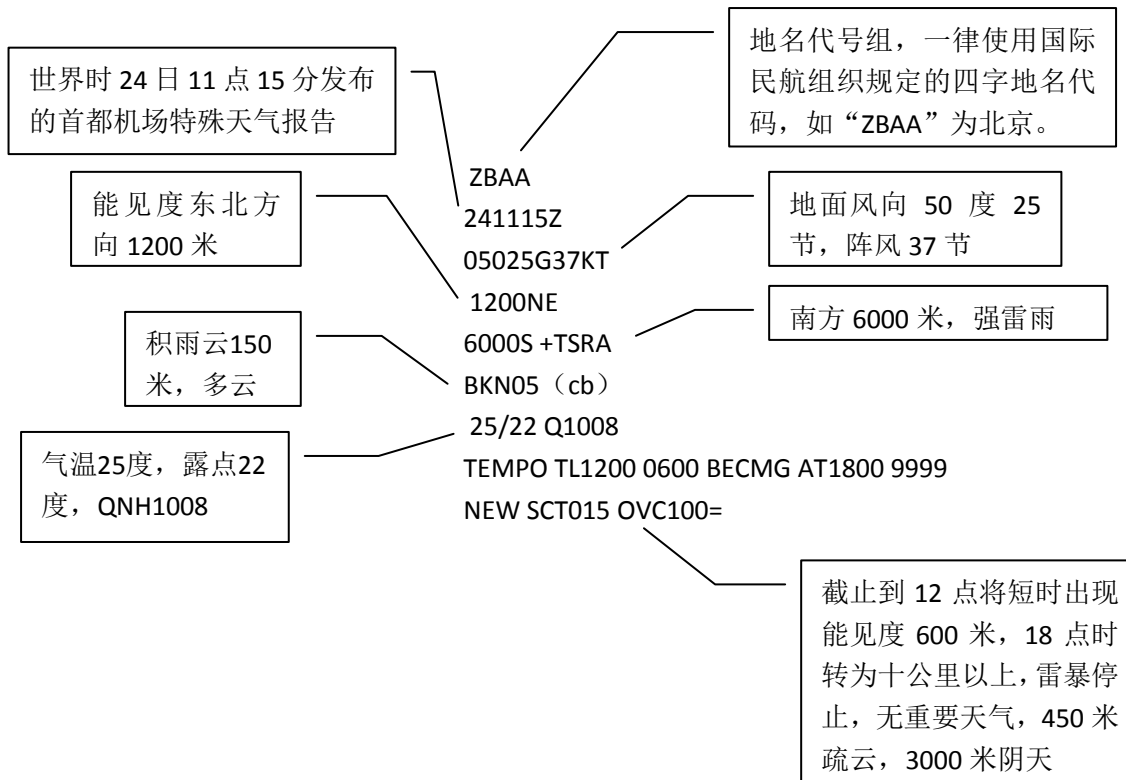 地名代号组，一律使用国际
民航组织规定的四字地名代
码，如“ZBAA”为北京。
世界时 24 日 11 点 15 分发布
的首都机场特殊天气报告
ZBAA
能见度东北方
向 1200 米
241115Z
地面风向 50 度 25
节，阵风 37 节
05025G37KT
1200NE
南方 6000 米，强雷雨
积雨云150
米，多云
6000S +TSRA
BKN05（cb）
25/22 Q1008
气温25度，露点22
度，QNH1008
TEMPO TL1200 0600 BECMG AT1800 9999
NEW SCT015 OVC100=
截止到 12 点将短时出现
能见度 600 米，18 点时
转为十公里以上，雷暴停
止，无重要天气，450 米
疏云，3000 米阴天